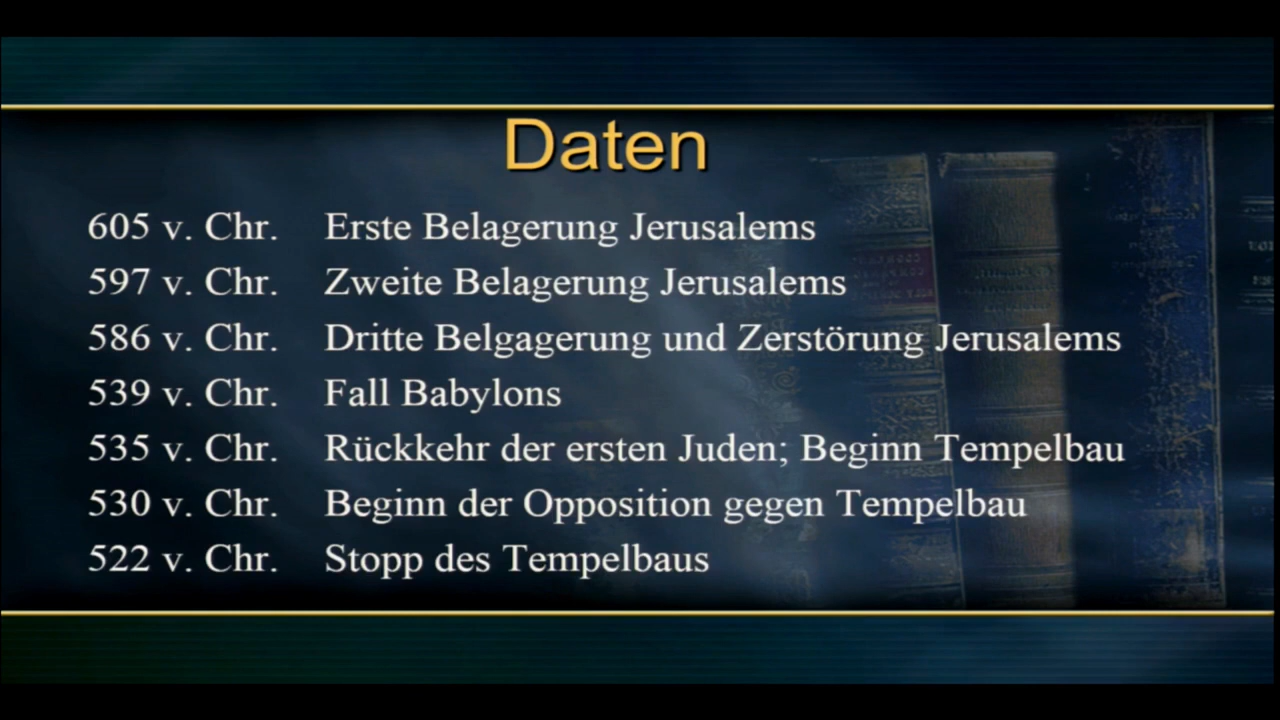 Daten
605 v. Chr. Erste Belagerung Jerusalems
597 v. Chr. Zweite Belagerung Jerusalems
586 v. Chr. Dritte Belgagerung und Zerstörung Jerusalems
539 v. Chr. Fall Babylons
535 v. Chr. Rückkehr der ersten Juden; Beginn Tempelbau
530 v. Chr. Beginn der Opposition gegen Tempelbau
522 v. Chr. Stopp des Tempelbaus